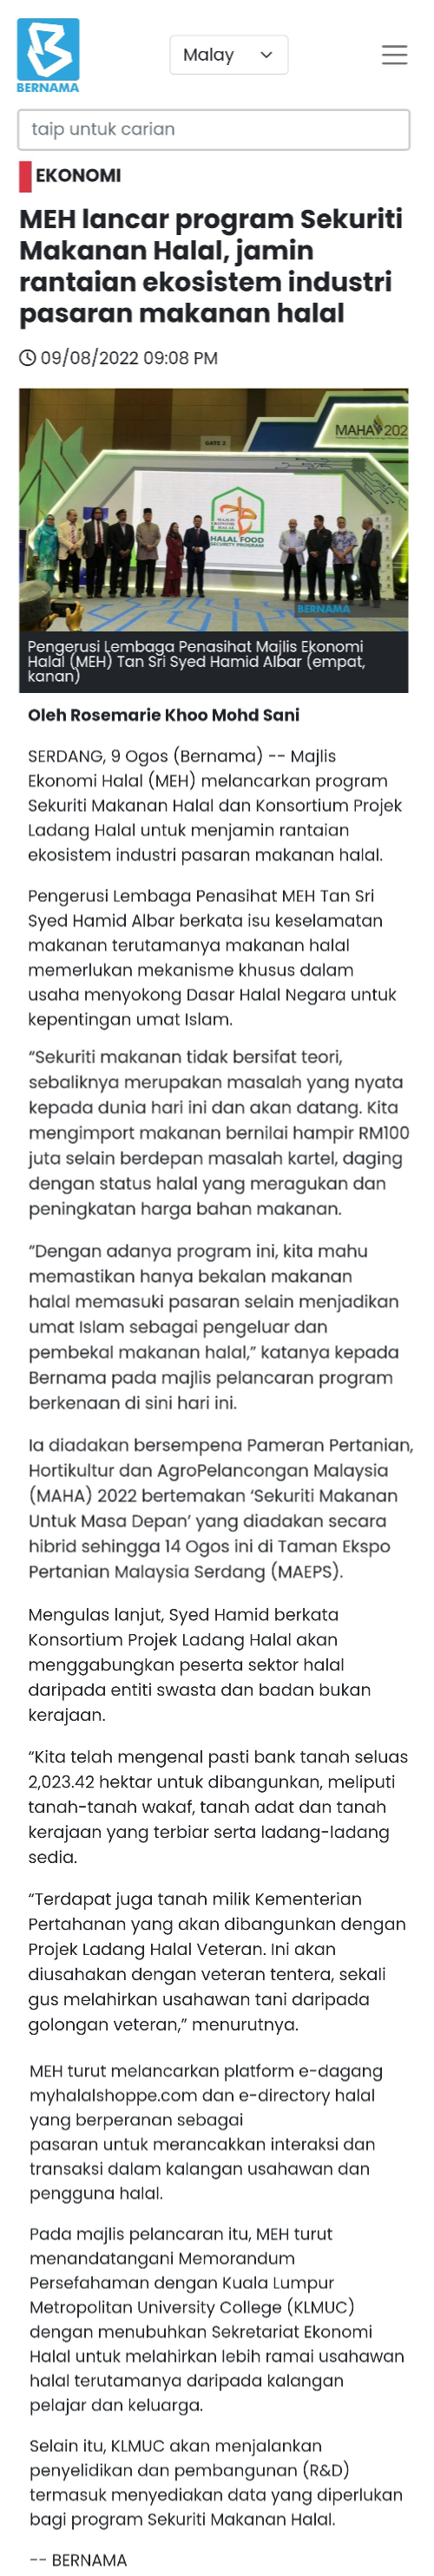 BERNAMA
Malay
taip untuk carian
EKONOMI
MEH lancar program Sekuriti
Makanan Halal, jamin
rantaian ekosistem industri
pasaran makanan halal
09/08/2022 09:08 PM
GATE 2
MAHA 202
HALAL FOOD
SECURITY PROGRAM
BERNAMA
Pengerusi Lembaga Penasihat Majlis Ekonomi
Halal (MEH) Tan Sri Syed Hamid Albar (empat,
kanan)
Oleh Rosemarie Khoo Mohd Sani
SERDANG, 9 Ogos (Bernama) -- Majlis
Ekonomi Halal (MEH) melancarkan program
Sekuriti Makanan Halal dan Konsortium Projek
Ladang Halal untuk menjamin rantaian
ekosistem industri pasaran makanan halal.
Pengerusi Lembaga Penasihat MEH Tan Sri
Syed Hamid Albar berkata isu keselamatan
makanan terutamanya makanan halal
memerlukan mekanisme khusus dalam
usaha menyokong Dasar Halal Negara untuk
kepentingan umat Islam.
“Sekuriti makanan tidak bersifat teori,
sebaliknya merupakan masalah yang nyata
kepada dunia hari ini dan akan datang. Kita
mengimport makanan bernilai hampir RM100
juta selain berdepan masalah kartel, daging
dengan status halal yang meragukan dan
peningkatan harga bahan makanan.
“Dengan adanya program ini, kita mahu
memastikan hanya bekalan makanan
halal memasuki pasaran selain menjadikan
umat Islam sebagai pengeluar dan
pembekal makanan halal,” katanya kepada
Bernama pada majlis pelancaran program
berkenaan di sini hari ini.
Ia diadakan bersempena Pameran Pertanian,
Hortikultur dan AgroPelancongan Malaysia
(MAHA) 2022 bertemakan ‘Sekuriti Makanan
Untuk Masa Depan’ yang diadakan secara
hibrid sehingga 14 Ogos ini di Taman Ekspo
Pertanian Malaysia Serdang (MAEPS).
Mengulas lanjut, Syed Hamid berkata
Konsortium Projek Ladang Halal akan
menggabungkan peserta sektor halal
daripada entiti swasta dan badan bukan
kerajaan.
“Kita telah mengenal pasti bank tanah seluas
2,023.42 hektar untuk dibangunkan, meliputi
tanah-tanah wakaf, tanah adat dan tanah
kerajaan yang terbiar serta ladang-ladang
sedia.
“Terdapat juga tanah milik Kementerian
Pertahanan yang akan dibangunkan dengan
Projek Ladang Halal Veteran. Ini akan
diusahakan dengan veteran tentera, sekali
gus melahirkan usahawan tani daripada
golongan veteran,” menurutnya.
MEH turut melancarkan platform e-dagang
myhalalshoppe.com dan e-directory halal
yang berperanan sebagai
pasaran untuk merancakkan interaksi dan
transaksi dalam kalangan usahawan dan
pengguna halal.
Pada majlis pelancaran itu, MEH turut
menandatangani Memorandum
Persefahaman dengan Kuala Lumpur
Metropolitan University College (KLMUC)
dengan menubuhkan Sekretariat Ekonomi
Halal untuk melahirkan lebih ramai usahawan
halal terutamanya daripada kalangan
pelajar dan keluarga.
Selain itu, KLMUC akan menjalankan
penyelidikan dan pembangunan (R&D)
termasuk menyediakan data yang diperlukan
bagi program Sekuriti Makanan Halal.
-- BERNAMA